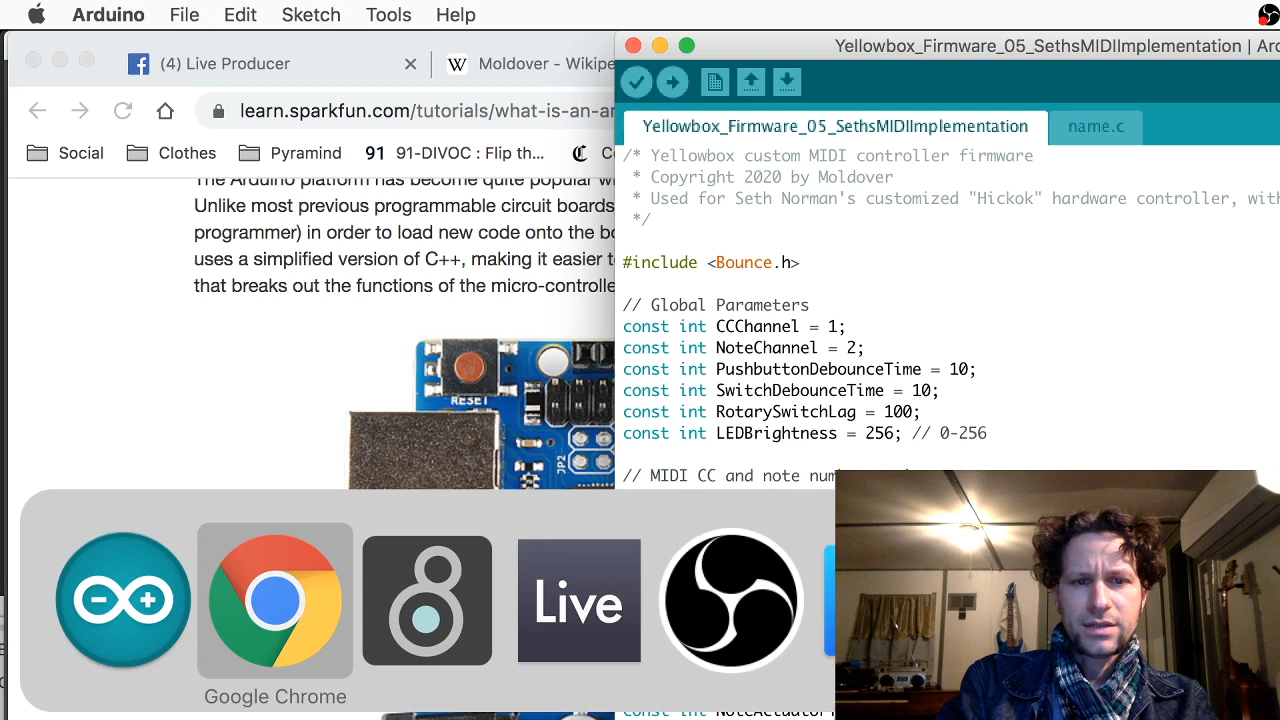 Arduino File Edit Sketch Tools Help
Yellowbox_Firmware_05_SethsMIDIImplementation | Ar
(4) Live Producer
W Moldover - Wikipe
learn.sparkfun.com/tutorials/what-is-an-ar
Yellowbox_Firmware_05_SethsMIDIImplementation name.c
Social Clothes Pyramind 91 91-DIVOC : Flip th...
The Arduino platform has become quite popular wi
Unlike most previous programmable circuit boards
programmer) in order to load new code onto the bo
uses a simplified version of C++, making it easier t
that breaks out the functions of the micro-controlle
RESET
JP2
/* Yellowbox custom MIDI controller firmware
* Copyright 2020 by Moldover
* Used for Seth Norman's customized "Hickok" hardware controller, with
*/
#include <Bounce.h>
// Global Parameters
const int CCChannel = 1;
const int NoteChannel = 2;
const int PushbuttonDebounceTime = 10;
const int SwitchDebounceTime = 10;
const int RotarySwitchLag = 100;
const int LEDBrightness = 256; // 0-256
// MIDI CC and note num
Live
Google Chrome